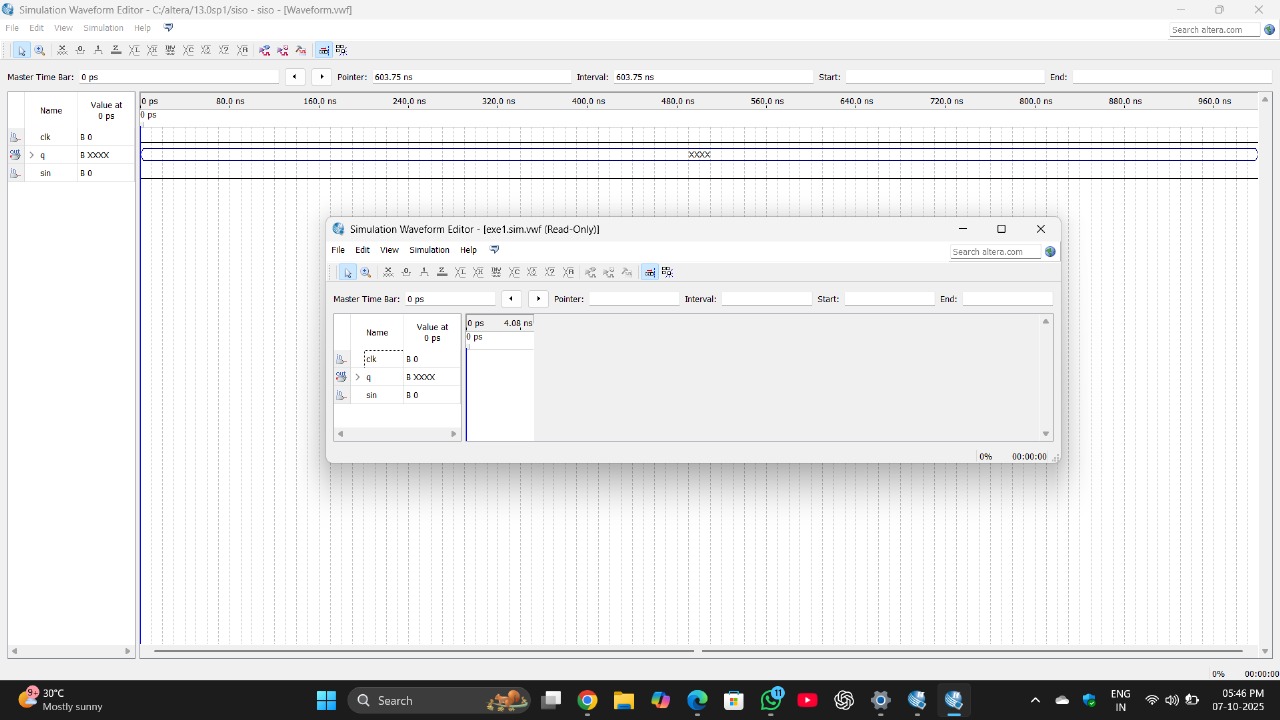 Simulation Waveform Editor - C:/altera/13.0sp1/siso - siso - [Waveform.vwf]
File Edit View Simulation Help
Search altera.com
Master Time Bar: 0 ps Pointer: 603.75 ns Interval: 603.75 ns Start: End:
Name Value at 0 ps
0 ps 80.0 ns 160.0 ns 240.0 ns 320.0 ns 400.0 ns 480.0 ns 560.0 ns 640.0 ns 720.0 ns 800.0 ns 880.0 ns 960.0 ns
0 ps
clk B 0
q B XXXX XXXX
sin B 0
Simulation Waveform Editor - [exe1.sim.vwf (Read-Only)]
File Edit View Simulation Help
Search altera.com
Master Time Bar: 0 ps Pointer: Interval: Start: End:
Name Value at 0 ps
0 ps 4.08 ns
0 ps
clk B 0
q B XXXX
sin B 0
0% 00:00:00
0% 00:00:00
9+ 30°C
Mostly sunny
Search
11
ENG
IN
05:46 PM
07-10-2025